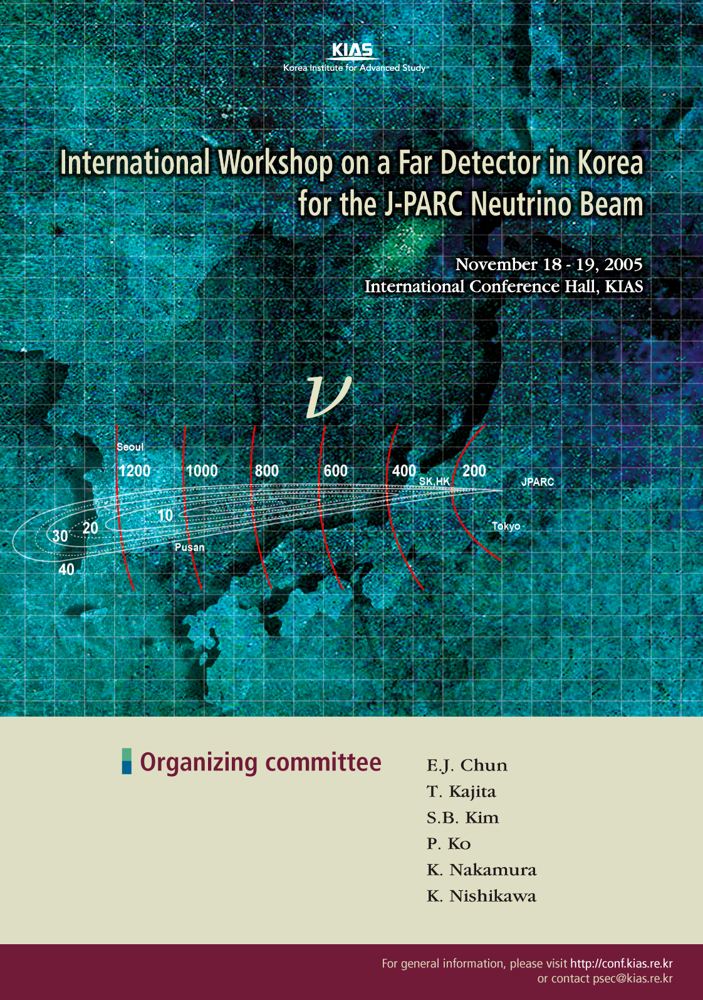 KIAS
Korea Institute for Advanced Study
International Workshop on a Far Detector in Korea
for the J-PARC Neutrino Beam
November 18 - 19, 2005
International Conference Hall, KIAS
ν
Seoul
1200
1000
800
600
400
200
SK,HK
JPARC
10
20
30
40
Tokyo
Pusan
Organizing committee
E.J. Chun
T. Kajita
S.B. Kim
P. Ko
K. Nakamura
K. Nishikawa
For general information, please visit http://conf.kias.re.kr
or contact psec@kias.re.kr